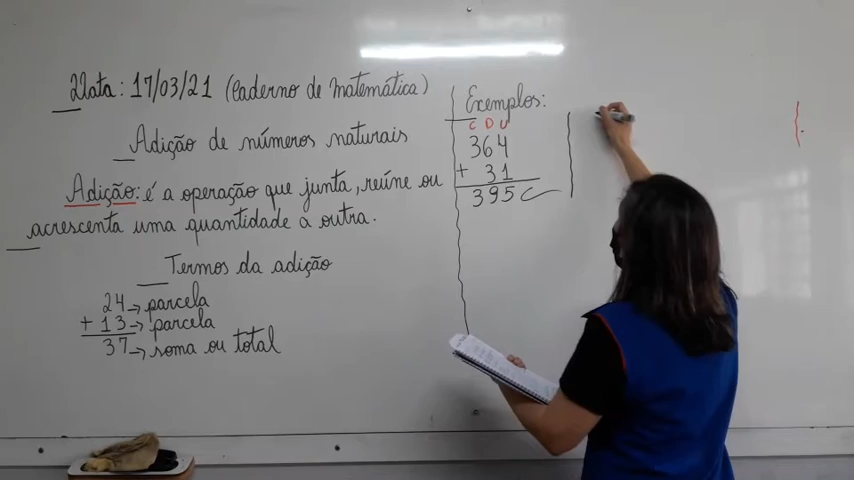 Data: 17/03/21 (Caderno de Matemática)
Adição de números naturais
Adição: é a operação que junta, reúne ou
acrescenta uma quantidade a outra.
Termos da adição
24 → parcela
+ 13 → parcela
37 → soma ou total
Exemplos:
C D U
364
+ 31
395